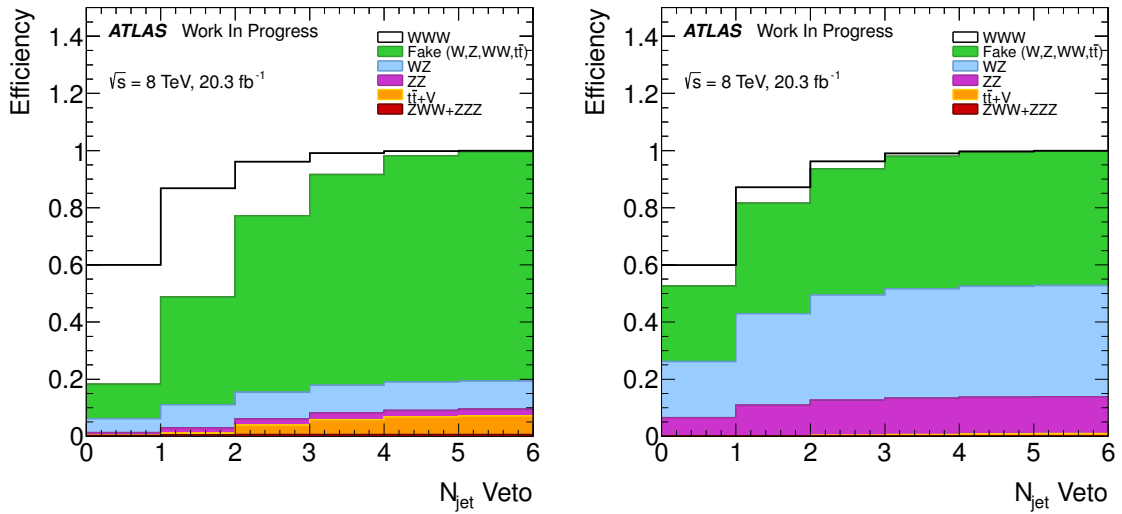 ATLAS Work In Progress
√s = 8 TeV, 20.3 fb⁻¹
WWW
Fake (W,Z,WW,tt̄)
WZ
ZZ
tt̄+V
ZWW+ZZZ
Efficiency
1.4
1.2
1
0.8
0.6
0.4
0.2
0
0 1 2 3 4 5 6
N_jet Veto
ATLAS Work In Progress
√s = 8 TeV, 20.3 fb⁻¹
WWW
Fake (W,Z,WW,tt̄)
WZ
ZZ
tt̄+V
ZWW+ZZZ
Efficiency
1.4
1.2
1
0.8
0.6
0.4
0.2
0
0 1 2 3 4 5 6
N_jet Veto